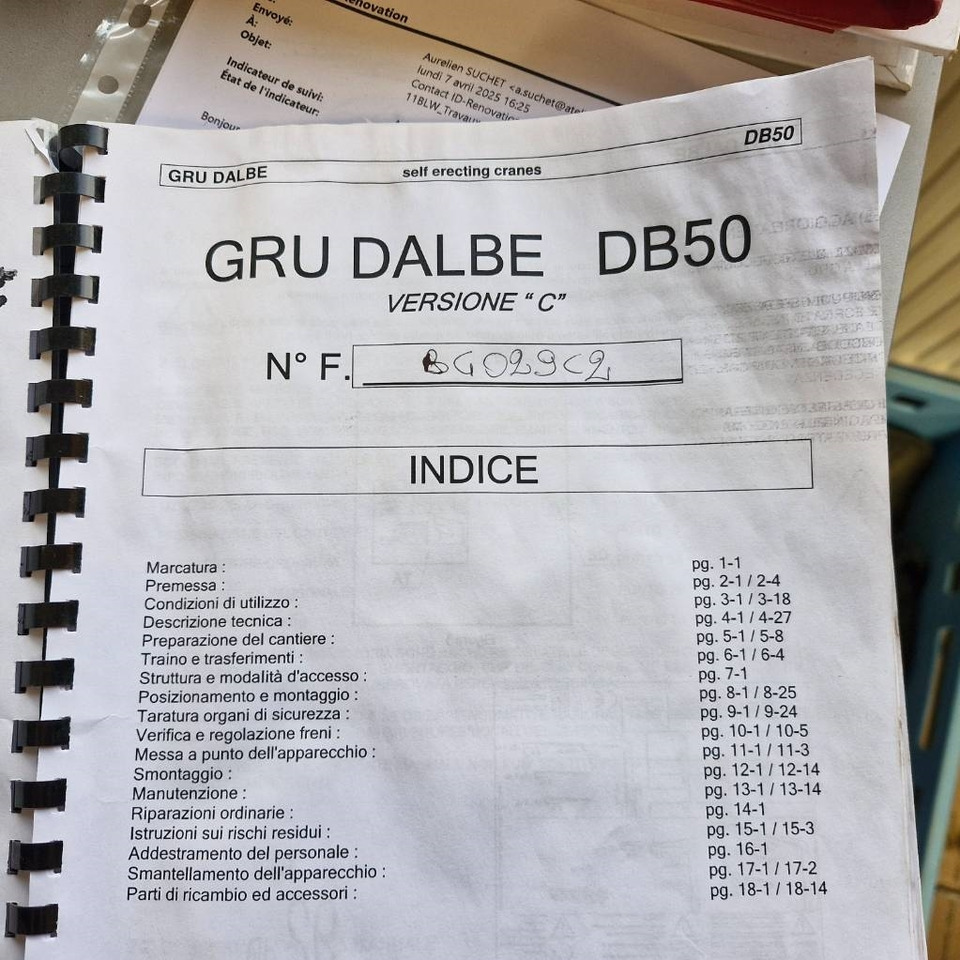 Rénovation
Envoyé:
À:
Objet:
Aurelien SUCHET <a.suchet@atel
lundi 7 avril 2025 16:25
Contact ID-Renovation
11BLW_Travaux
Indicateur de suivi:
État de l'indicateur:
Bonjour
GRU DALBE self erecting cranes DB50
GRU DALBE DB50
VERSIONE “ C”
N° F. BG029C2
INDICE
Marcatura : pg. 1-1
Premessa : pg. 2-1 / 2-4
Condizioni di utilizzo : pg. 3-1 / 3-18
Descrizione tecnica : pg. 4-1 / 4-27
Preparazione del cantiere : pg. 5-1 / 5-8
Traino e trasferimenti : pg. 6-1 / 6-4
Struttura e modalità d'accesso : pg. 7-1
Posizionamento e montaggio : pg. 8-1 / 8-25
Taratura organi di sicurezza : pg. 9-1 / 9-24
Verifica e regolazione freni : pg. 10-1 / 10-5
Messa a punto dell'apparecchio : pg. 11-1 / 11-3
Smontaggio : pg. 12-1 / 12-14
Manutenzione : pg. 13-1 / 13-14
Riparazioni ordinarie : pg. 14-1
Istruzioni sui rischi residui : pg. 15-1 / 15-3
Addestramento del personale : pg. 16-1
Smantellamento dell'apparecchio : pg. 17-1 / 17-2
Parti di ricambio ed accessori : pg. 18-1 / 18-14